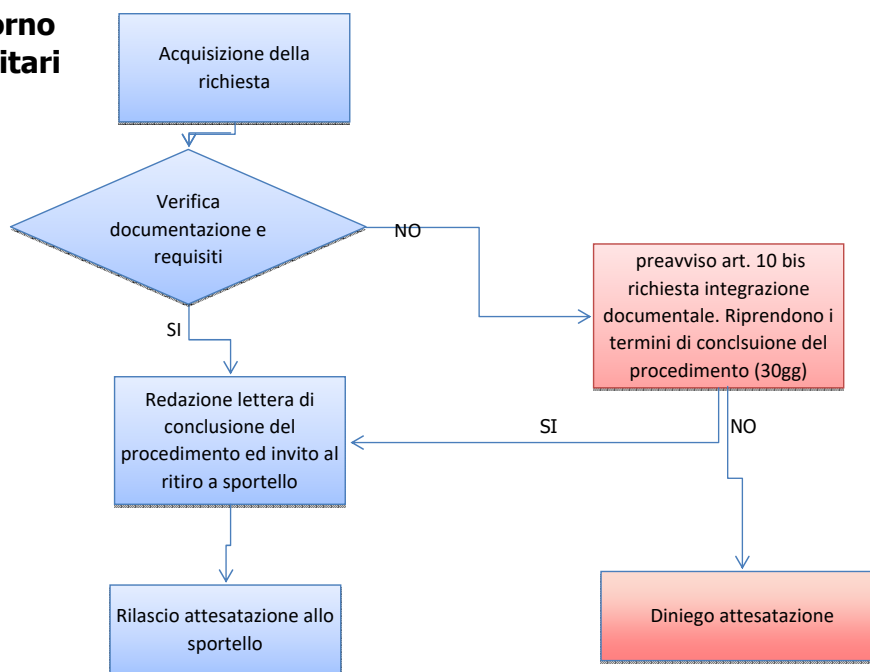 orno
itari
Acquisizione della
richiesta
Verifica
documentazione e
requisiti
NO
preavviso art. 10 bis
richiesta integrazione
documentale. Riprendono i
termini di conclsuione del
procedimento (30gg)
SI
Redazione lettera di
conclusione del
procedimento ed invito al
ritiro a sportello
SI
NO
Rilascio attesatazione allo
sportello
Diniego attesatazione